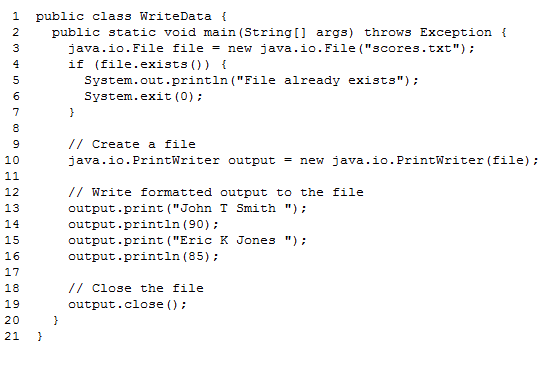 1 public class WriteData {
2   public static void main(String[] args) throws Exception {
3     java.io.File file = new java.io.File("scores.txt");
4     if (file.exists()) {
5       System.out.println("File already exists");
6       System.exit(0);
7     }
8
9     // Create a file
10     java.io.PrintWriter output = new java.io.PrintWriter(file);
11
12     // Write formatted output to the file
13     output.print("John T Smith ");
14     output.println(90);
15     output.print("Eric K Jones ");
16     output.println(85);
17
18     // Close the file
19     output.close();
20   }
21 }